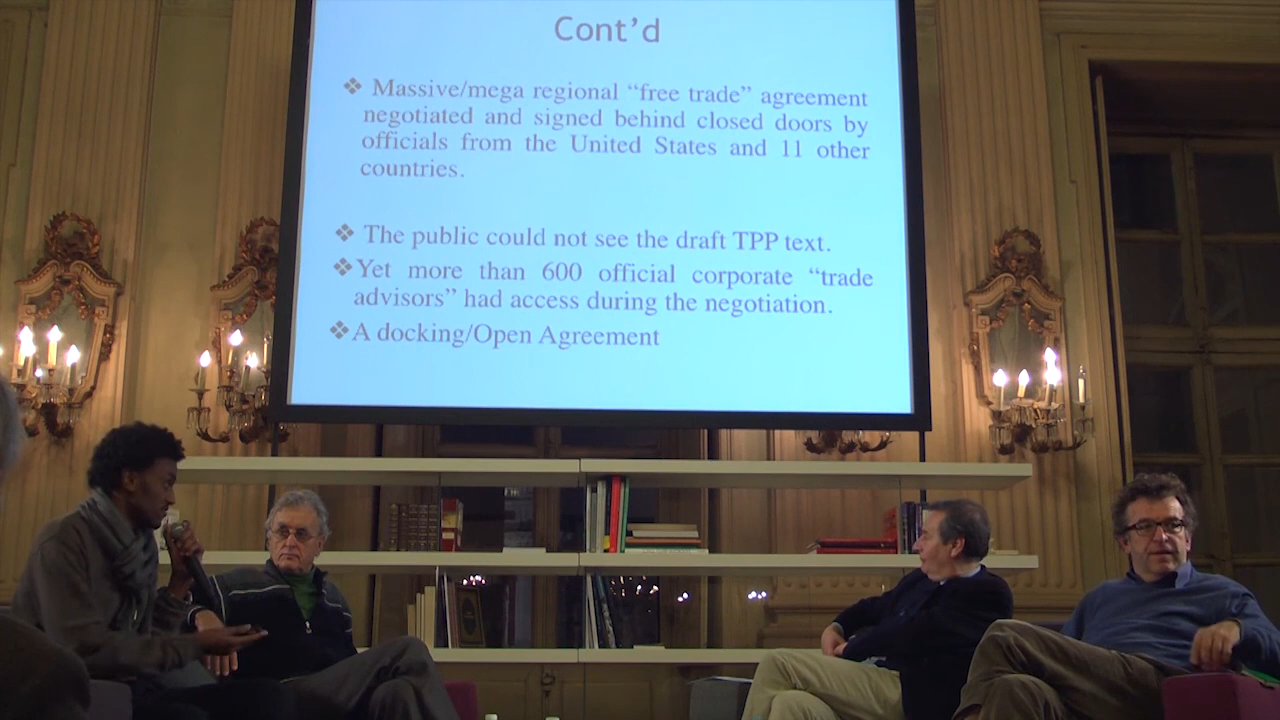 Cont'd
❖ Massive/mega regional “free trade” agreement
negotiated and signed behind closed doors by
officials from the United States and 11 other
countries.
❖ The public could not see the draft TPP text.
❖Yet more than 600 official corporate “trade
advisors” had access during the negotiation.
❖A docking/Open Agreement